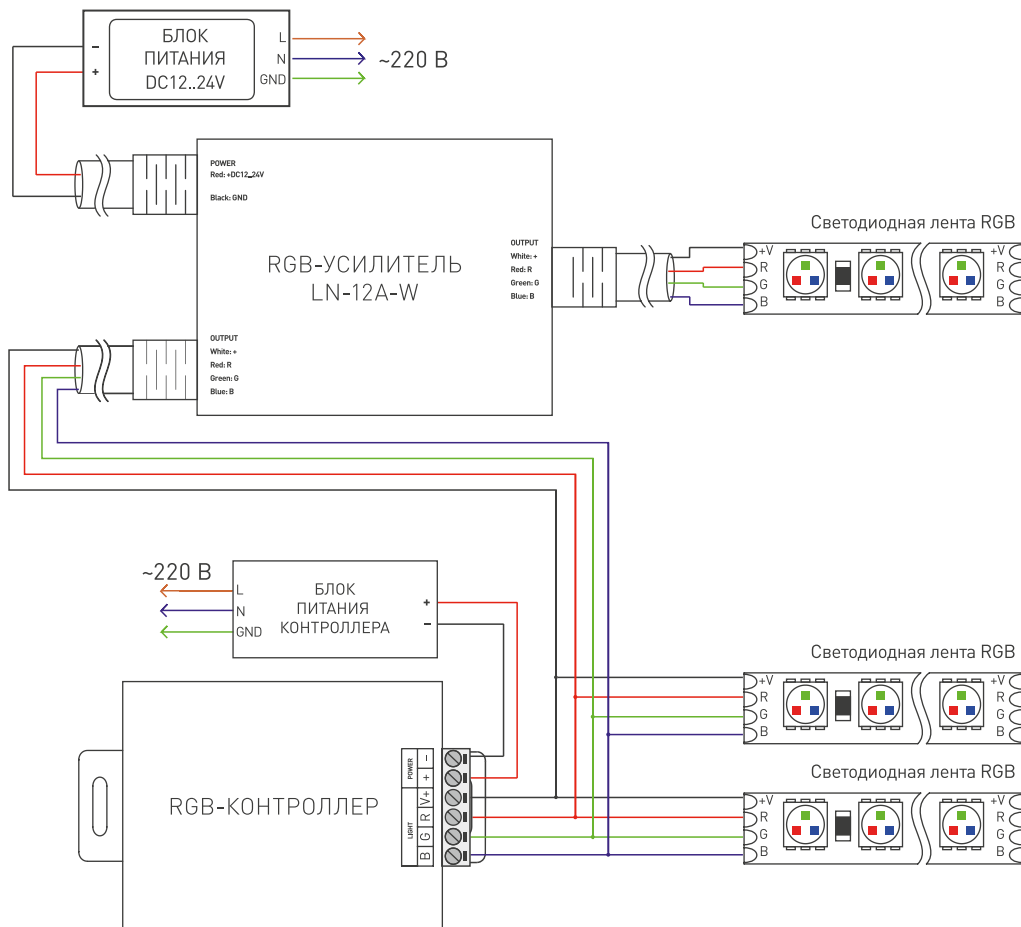 БЛОК
ПИТАНИЯ
DC12..24V
–
+
L
N
GND
~220 В
POWER
Red: +DC12..24V
Black: GND
RGB-УСИЛИТЕЛЬ
LN-12A-W
OUTPUT
White: +
Red: R
Green: G
Blue: B
OUTPUT
White: +
Red: R
Green: G
Blue: B
Светодиодная лента RGB
+V
R
G
B
+V
R
G
B
~220 В
L
N
GND
БЛОК
ПИТАНИЯ
КОНТРОЛЛЕРА
+
–
Светодиодная лента RGB
+V
R
G
B
+V
R
G
B
RGB-КОНТРОЛЛЕР
POWER
–
+
LIGHT
V+
R
G
B
Светодиодная лента RGB
+V
R
G
B
+V
R
G
B